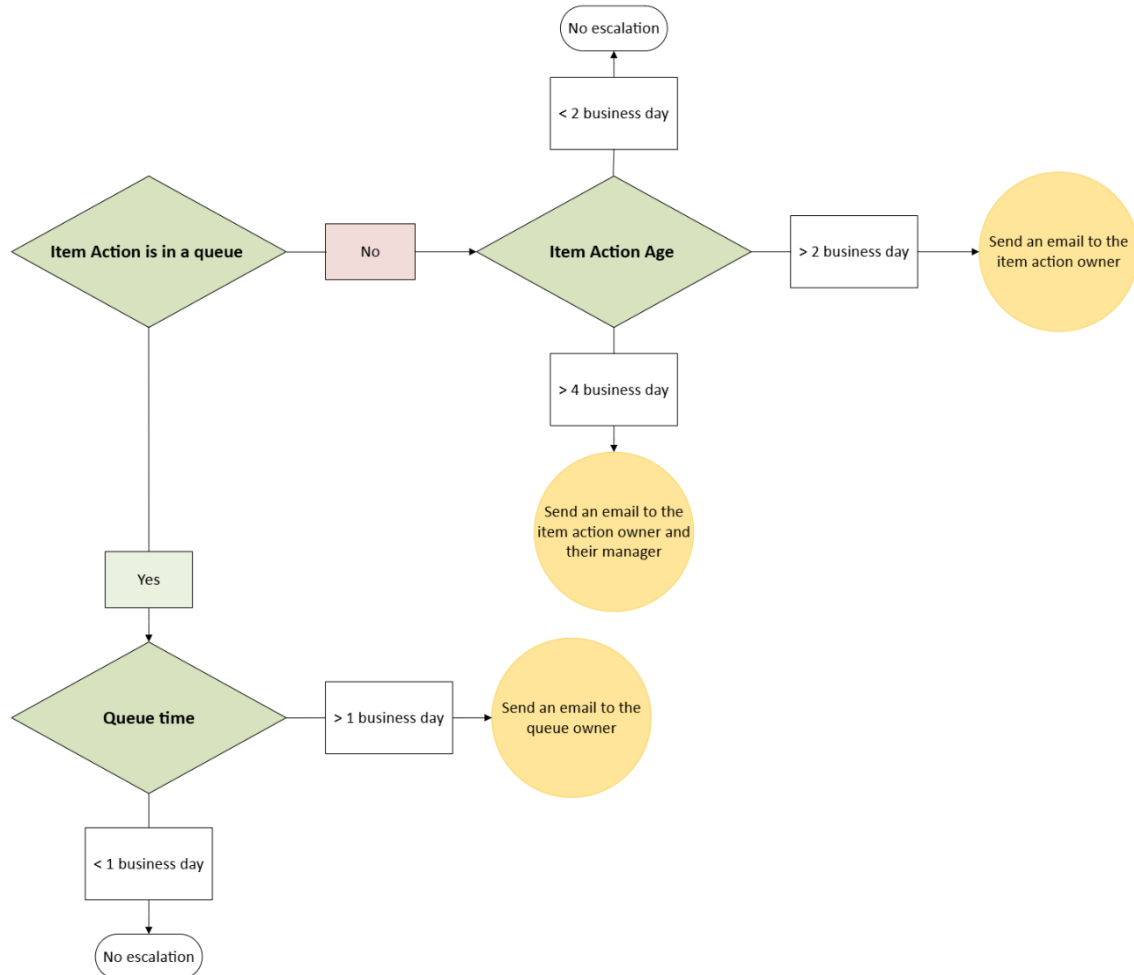 No escalation
< 2 business day
Item Action is in a queue
No
Item Action Age
> 2 business day
Send an email to the
item action owner
> 4 business day
Send an email to the
item action owner and
their manager
Yes
Queue time
> 1 business day
Send an email to the
queue owner
< 1 business day
No escalation